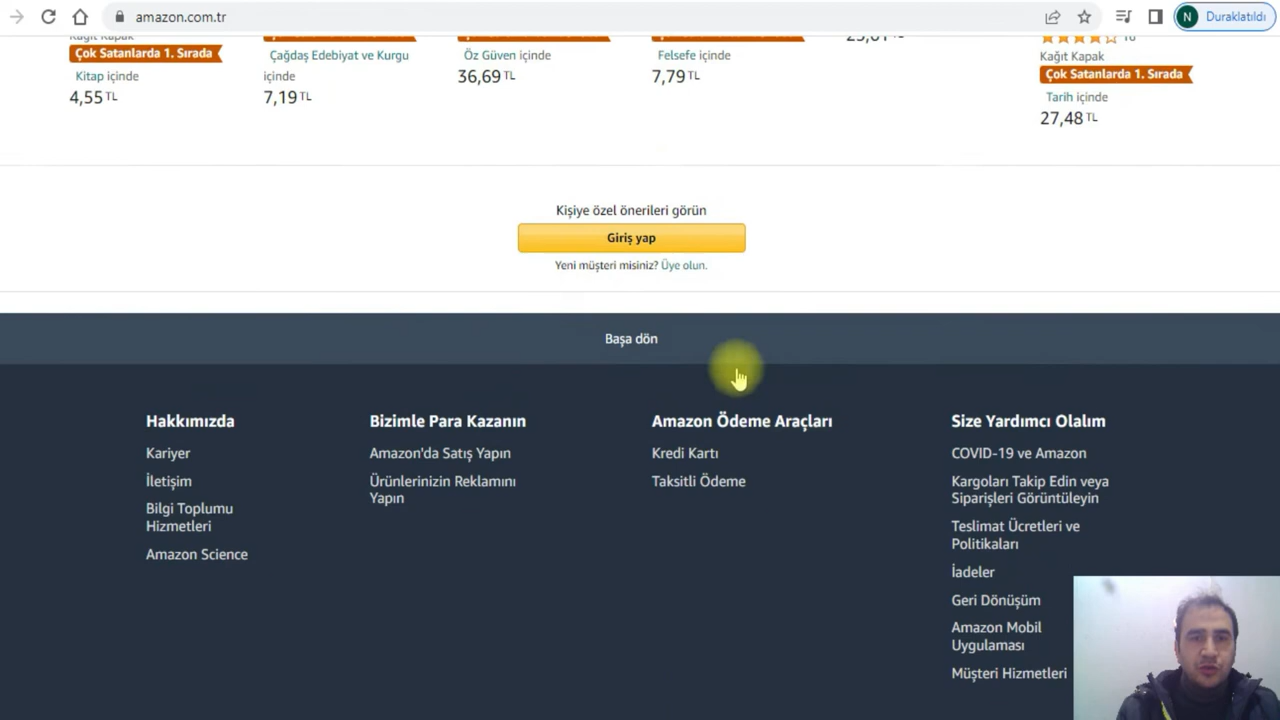 amazon.com.tr
N
Duraklatıldı
Kağıt Kapak
Çok Satanlarda 1. Sırada
Kitap içinde
4,55 TL
Çağdaş Edebiyat ve Kurgu
içinde
7,19 TL
Öz Güven içinde
36,69 TL
Felsefe içinde
7,79 TL
16
Kağıt Kapak
Çok Satanlarda 1. Sırada
Tarih içinde
27,48 TL
Kişiye özel önerileri görün
Giriş yap
Yeni müşteri misiniz? Üye olun.
Başa dön
Hakkımızda
Kariyer
İletişim
Bilgi Toplumu
Hizmetleri
Amazon Science
Bizimle Para Kazanın
Amazon'da Satış Yapın
Ürünlerinizin Reklamını
Yapın
Amazon Ödeme Araçları
Kredi Kartı
Taksitli Ödeme
Size Yardımcı Olalım
COVID-19 ve Amazon
Kargoları Takip Edin veya
Siparişleri Görüntüleyin
Teslimat Ücretleri ve
Politikaları
İadeler
Geri Dönüşüm
Amazon Mobil
Uygulaması
Müşteri Hizmetleri